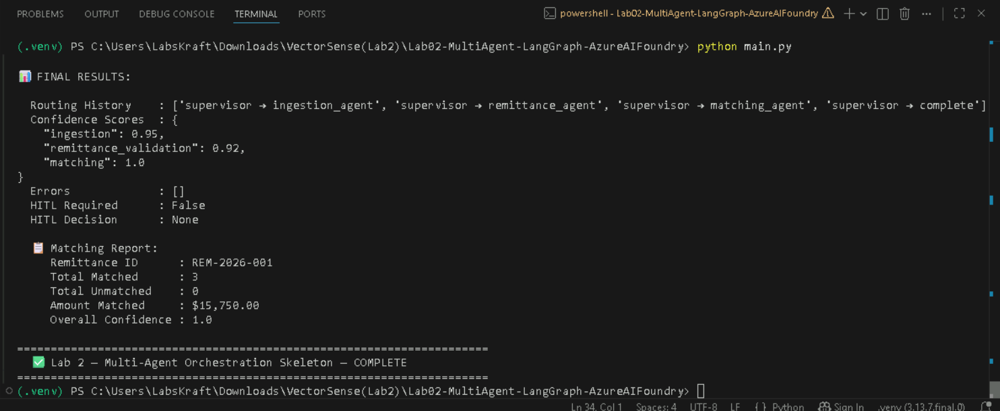 PROBLEMS OUTPUT DEBUG CONSOLE TERMINAL PORTS powershell - Lab02-MultiAgent-LangGraph-AzureAIFoundry
(.venv) PS C:\Users\LabsKraft\Downloads\VectorSense(Lab2)\Lab02-MultiAgent-LangGraph-AzureAIFoundry> python main.py
📊 FINAL RESULTS:
Routing History : ['supervisor → ingestion_agent', 'supervisor → remittance_agent', 'supervisor → matching_agent', 'supervisor → complete']
Confidence Scores : {
"ingestion": 0.95,
"remittance_validation": 0.92,
"matching": 1.0
}
Errors : []
HITL Required : False
HITL Decision : None
📋 Matching Report:
Remittance ID : REM-2026-001
Total Matched : 3
Total Unmatched : 0
Amount Matched : $15,750.00
Overall Confidence : 1.0
======================================================================
✅ Lab 2 — Multi-Agent Orchestration Skeleton — COMPLETE
======================================================================
(.venv) PS C:\Users\LabsKraft\Downloads\VectorSense(Lab2)\Lab02-MultiAgent-LangGraph-AzureAIFoundry>
Ln 34, Col 1 Spaces: 4 UTF-8 LF {} Python Sign In .venv (3.13.7.final.0)